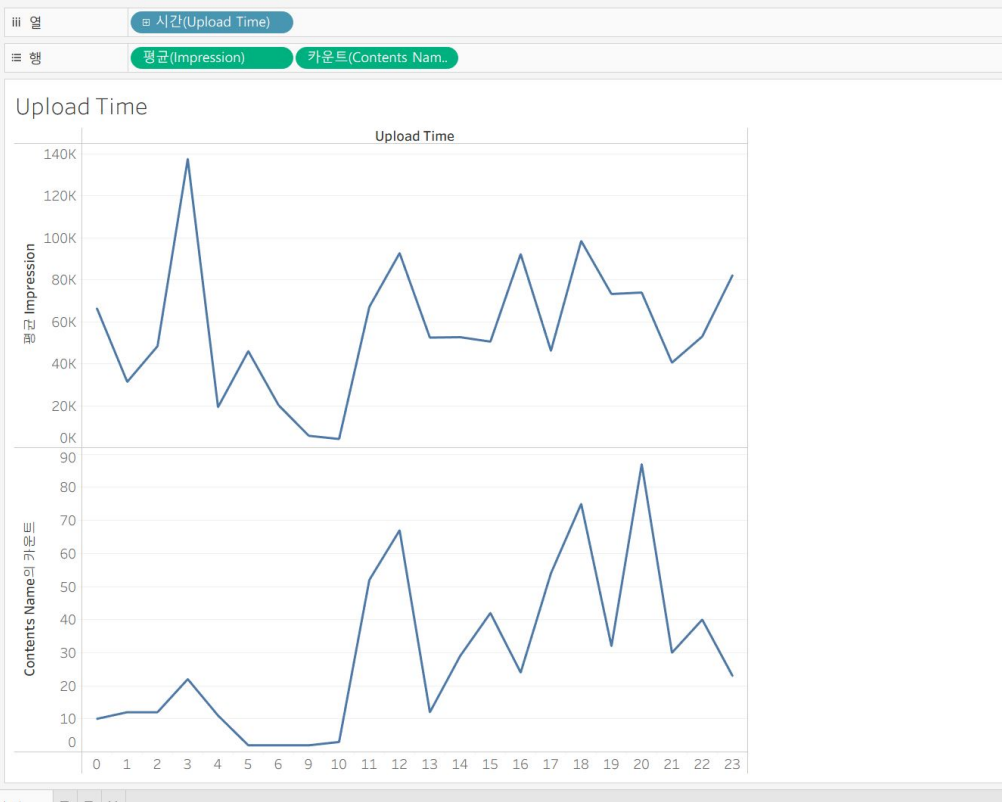 iii 열
⊞ 시간(Upload Time)
행
평균(Impression) 카운트(Contents Nam..
Upload Time
Upload Time
평균 Impression
140K
120K
100K
80K
60K
40K
20K
0K
Contents Name의 카운트
90
80
70
60
50
40
30
20
10
0
0 1 2 3 4 5 6 9 10 11 12 13 14 15 16 17 18 19 20 21 22 23